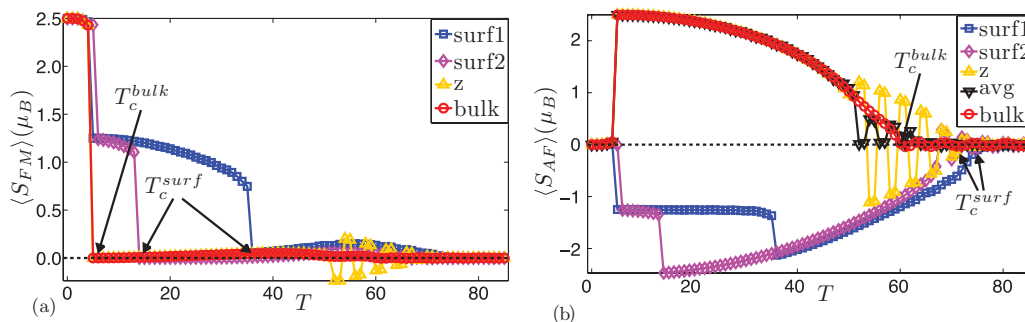 ⟨S_FM⟩(μ_B)
2.5
2.0
1.5
1.0
0.5
0.0
0 20 40 60 80
T
(a)
surf1
surf2
z
bulk
T_c^bulk
T_c^surf
⟨S_AF⟩(μ_B)
2
1
0
-1
-2
0 20 40 60 80
T
(b)
surf1
surf2
z
avg
bulk
T_c^bulk
T_c^surf